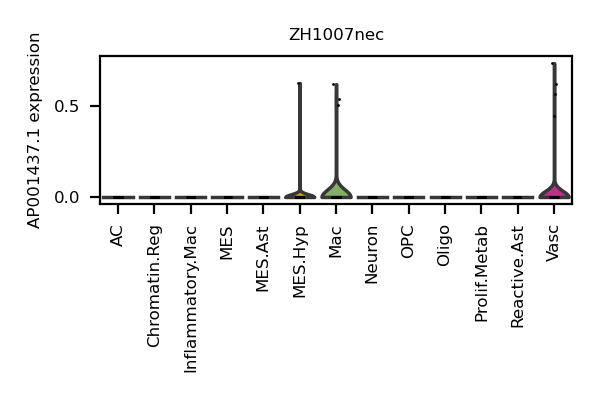 ZH1007nec
AP001437.1 expression
0.5
0.0
AC
Chromatin.Reg
Inflammatory.Mac
MES
MES.Ast
MES.Hyp
Mac
Neuron
OPC
Oligo
Prolif.Metab
Reactive.Ast
Vasc